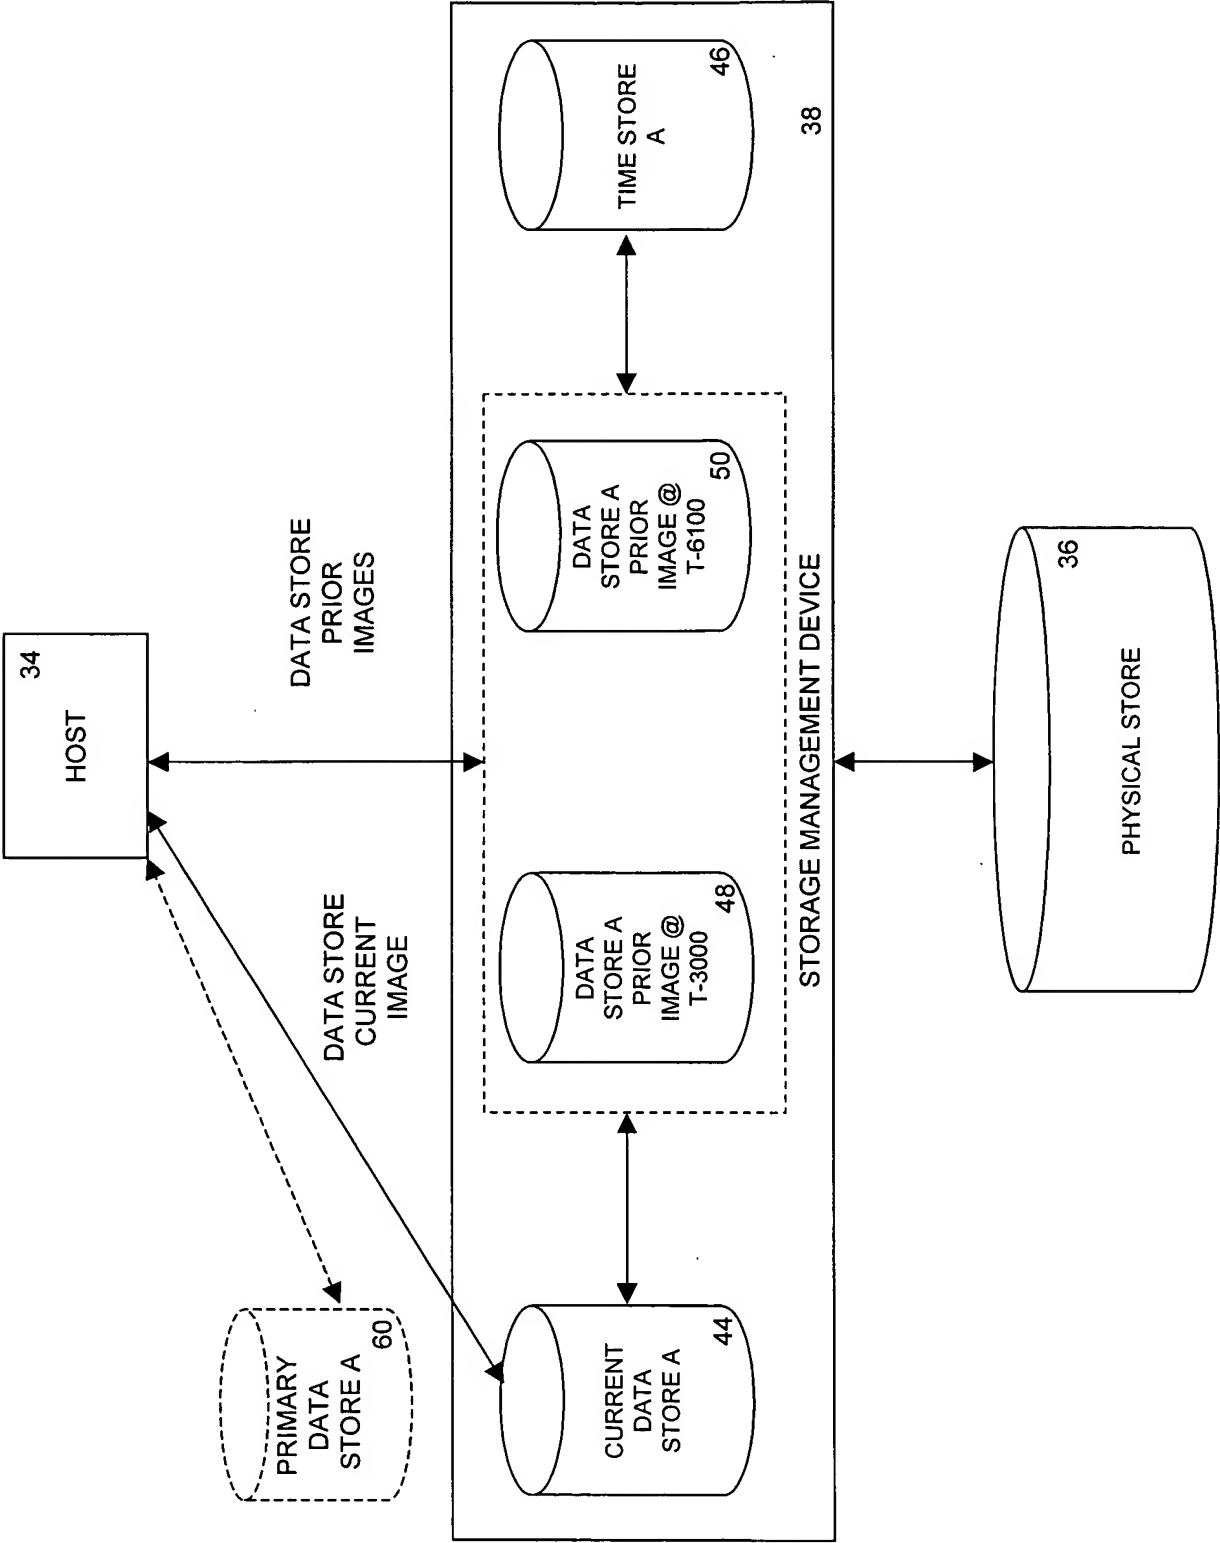 HOST
34
DATA STORE
PRIOR
IMAGES
DATA STORE
CURRENT
IMAGE
PRIMARY
DATA
STORE A
60
CURRENT
DATA
STORE A
44
DATA
STORE A
PRIOR
IMAGE @
T-3000
48
DATA
STORE A
PRIOR
IMAGE @
T-6100
50
TIME STORE
A
46
STORAGE MANAGEMENT DEVICE
38
PHYSICAL STORE
36